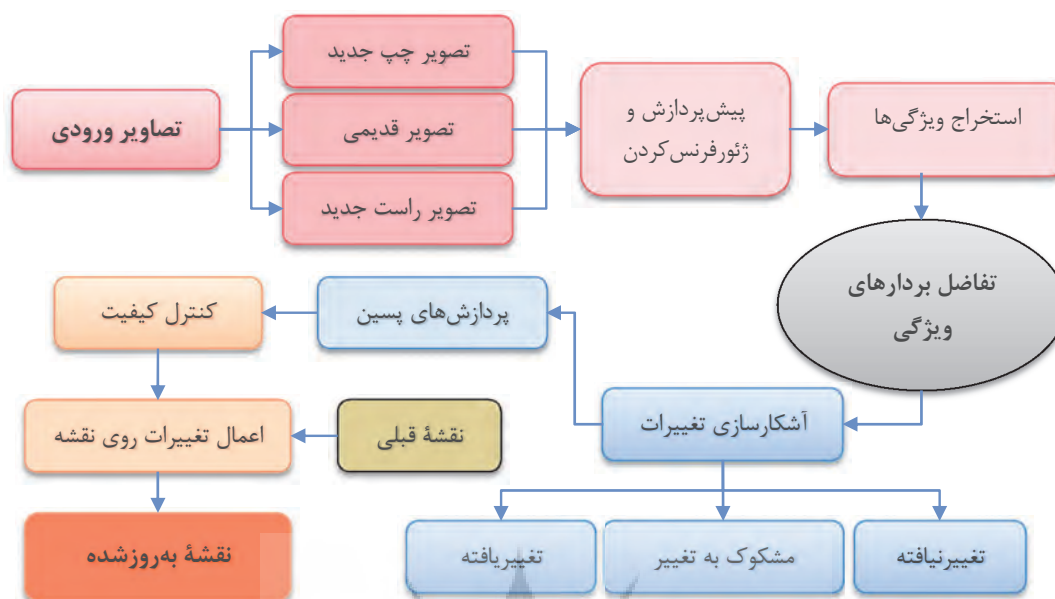 تصاویر ورودی
تصویر چپ جدید
تصویر قدیمی
تصویر راست جدید
پیش‌پردازش و
ژئورفرنس‌کردن
استخراج ویژگی‌ها
تفاضل بردارهای
ویژگی
آشکارسازی تغییرات
تغییرنیافته
مشکوک به تغییر
تغییریافته
پردازش‌های پسین
کنترل کیفیت
نقشهٔ قبلی
اعمال تغییرات روی نقشه
نقشهٔ به‌روزشده